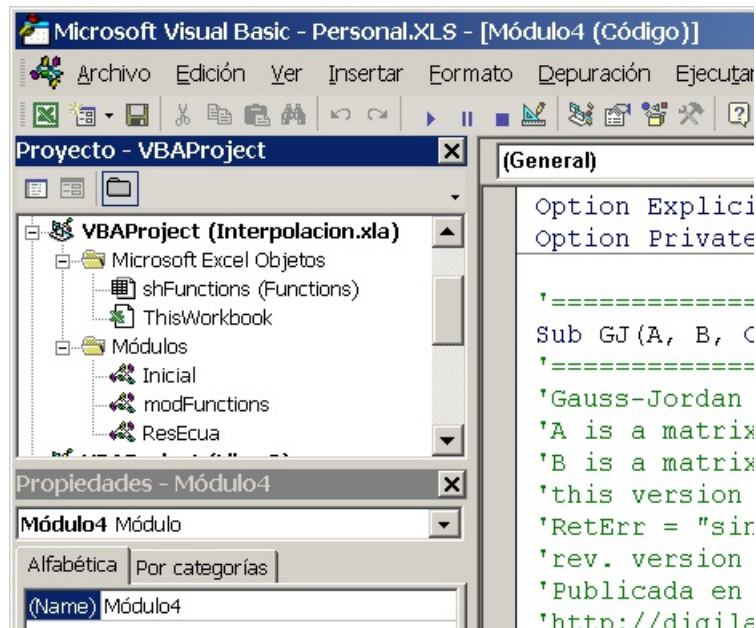 Microsoft Visual Basic - Personal.XLS - [Módulo4 (Código)]
Archivo Edición Ver Insertar Formato Depuración Ejecutar
Proyecto - VBAProject
VBAProject (Interpolacion.xla)
Microsoft Excel Objetos
shFunctions (Functions)
ThisWorkbook
Módulos
Inicial
modFunctions
ResEcua
Propiedades - Módulo4
Módulo4 Módulo
Alfabética Por categorías
(Name) Módulo4
(General)
Option Explici
Option Private
'==============
Sub GJ(A, B,
'==============
'Gauss-Jordan
'A is a matrix
'B is a matrix
'this version
'RetErr = "sin
'rev. version
'Publicada en
'http://digila